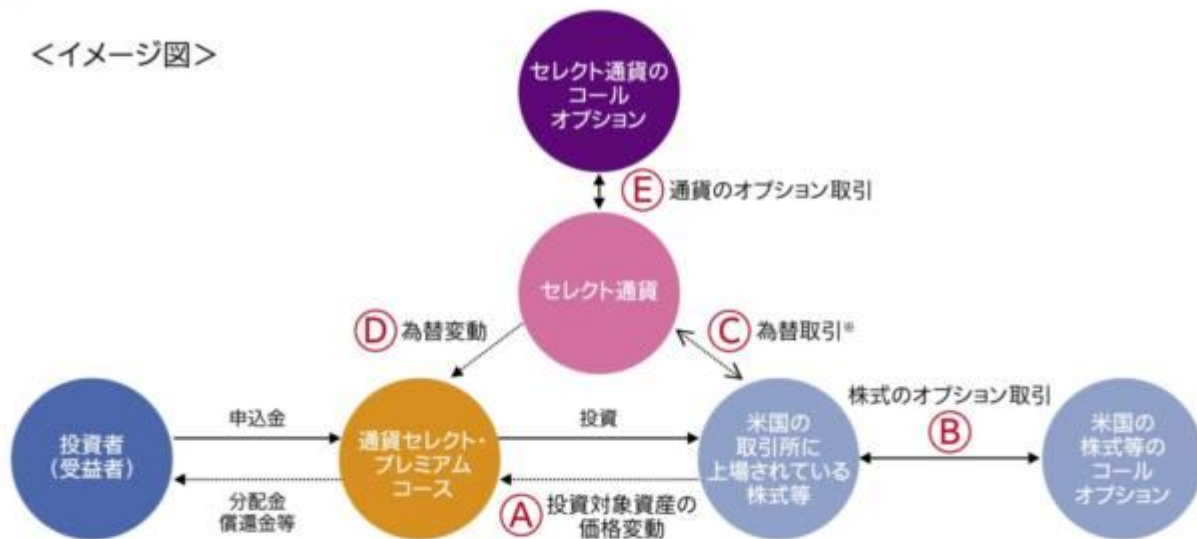 ＜イメージ図＞
セレクト通貨の
コール
オプション
Ⓔ 通貨のオプション取引
セレクト通貨
Ⓓ 為替変動
Ⓒ 為替取引※
株式のオプション取引
Ⓑ
投資者
(受益者)
申込金
分配金
償還金等
通貨セレクト・
プレミアム
コース
投資
Ⓐ 投資対象資産の
価格変動
米国の
取引所に
上場されている
株式等
米国の
株式等の
コール
オプション